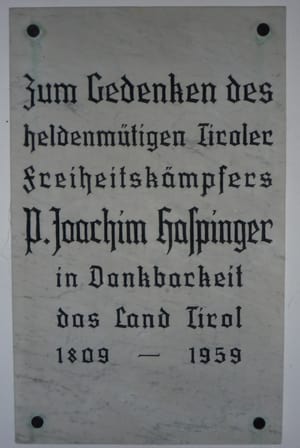 Zum Gedenken des
heldenmütigen Tiroler
Freiheitskämpfers
P. Joachim Haspinger
in Dankbarkeit
das Land Tirol
1809 — 1959